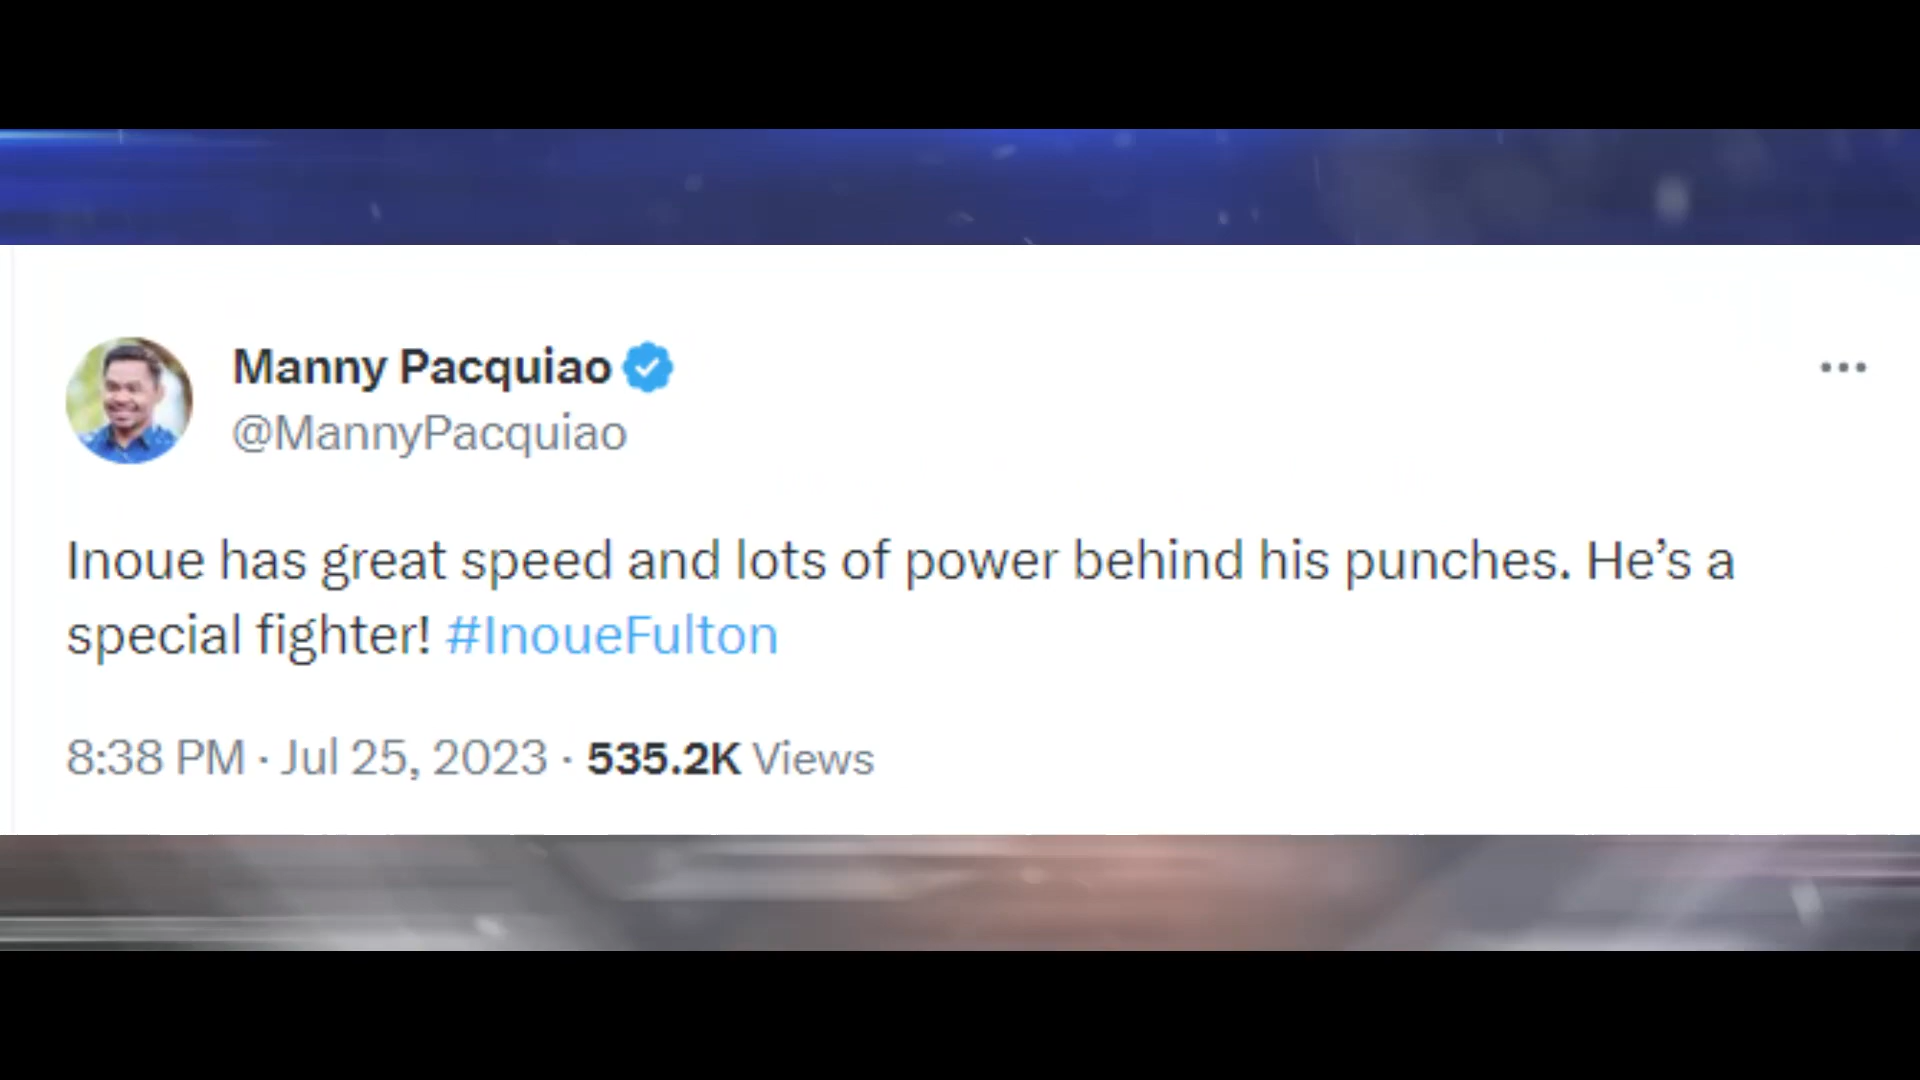 Manny Pacquiao
@MannyPacquiao
Inoue has great speed and lots of power behind his punches. He’s a
special fighter! #InoueFulton
8:38 PM · Jul 25, 2023 · 535.2K Views